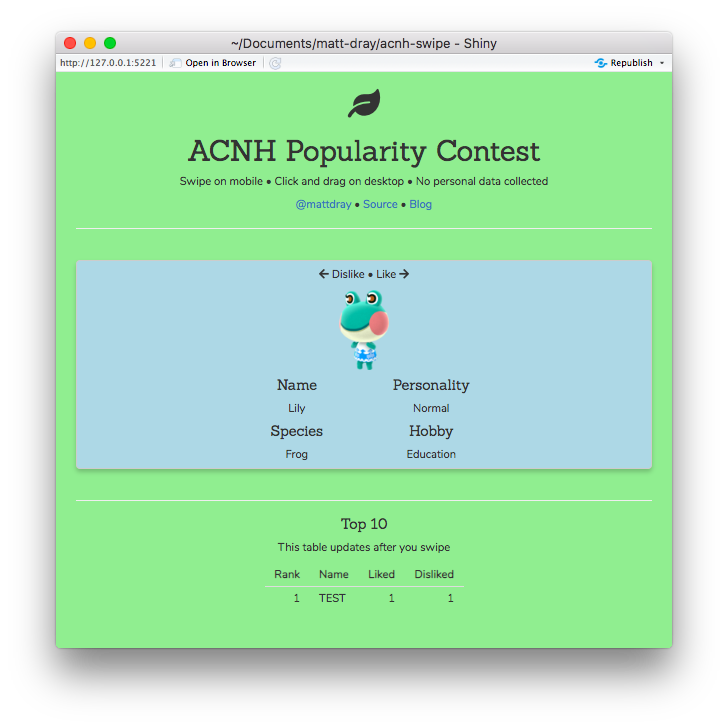 ~/Documents/matt-dray/acnh-swipe - Shiny
http://127.0.0.1:5221 Open in Browser Republish
ACNH Popularity Contest
Swipe on mobile • Click and drag on desktop • No personal data collected
@mattdray • Source • Blog
← Dislike • Like →
Name Personality
Lily Normal
Species Hobby
Frog Education
Top 10
This table updates after you swipe
Rank Name Liked Disliked
1 TEST 1 1